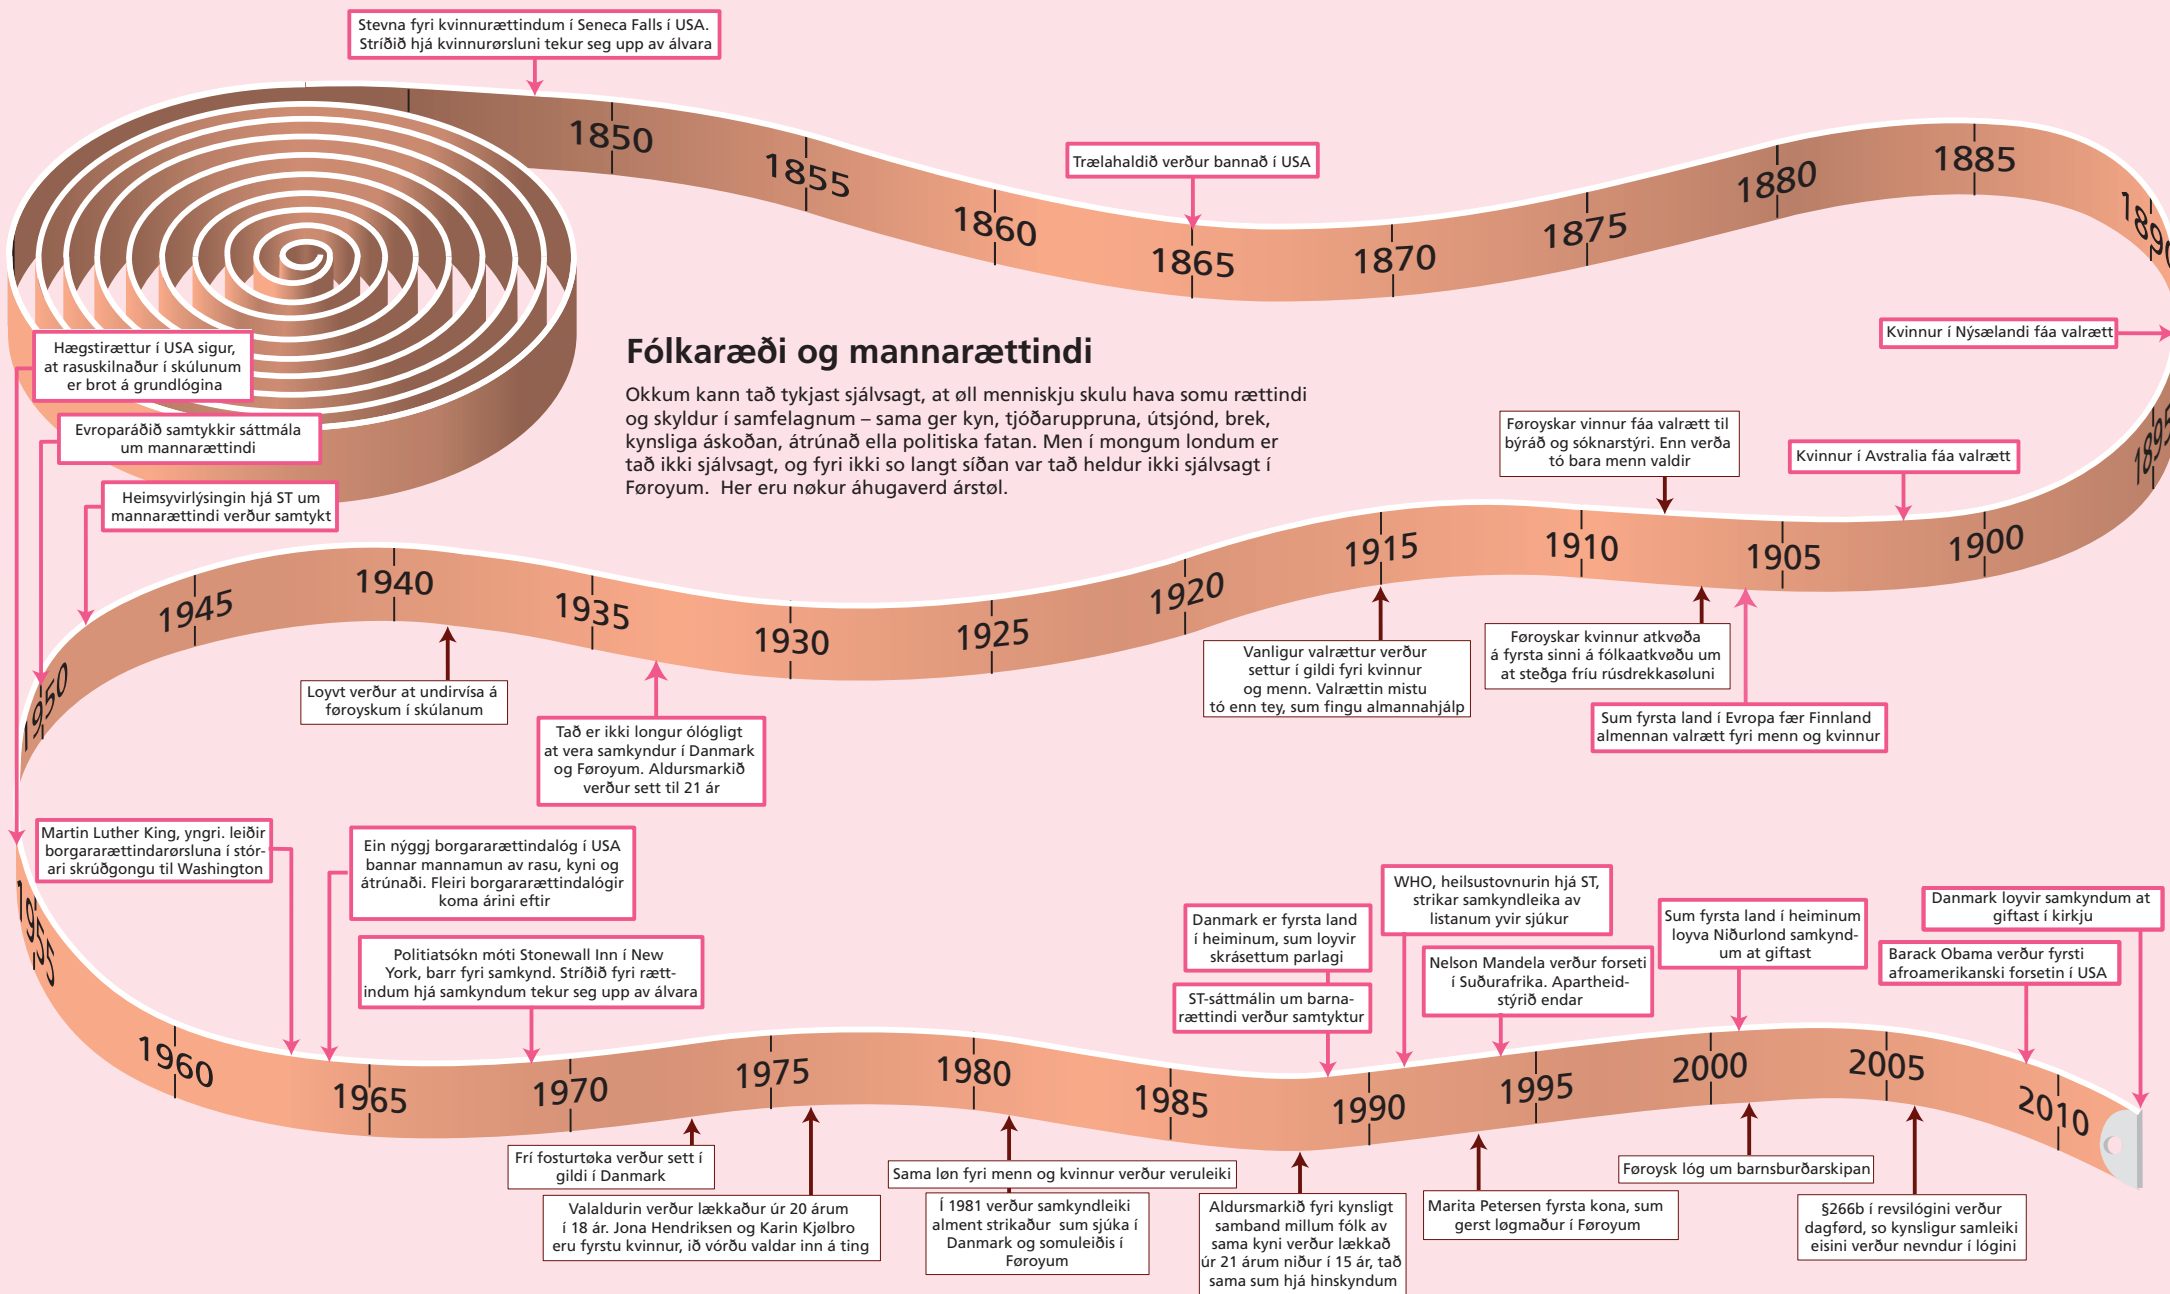 Stevna fyri kvinnurættindum í Seneca Falls í USA.
Stríðið hjá kvinnurørsluni tekur seg upp av álvara
1850
1855
1860
Trælahaldið verður bannað í USA
1865
1870
1875
1880
1885
1890
Kvinnur í Nýsælandi fáa valrætt
1895
Fólkaræði og mannarættindi
Okkum kann tað tykjast sjálvsagt, at øll menniskju skulu hava somu rættindi
og skyldur í samfelagnum – sama ger kyn, tjóðaruppruna, útsjónd, brek,
kynsliga áskoðan, átrúnað ella politiska fatan. Men í mongum londum er
tað ikki sjálvsagt, og fyri ikki so langt síðan var tað heldur ikki sjálvsagt í
Føroyum. Her eru nøkur áhugaverd árstøl.
Kvinnur í Avstralia fáa valrætt
1900
Føroyskar vinnur fáa valrætt til
býráð og sóknarstýri. Enn verða
tó bara menn valdir
1905
Sum fyrsta land í Evropa fær Finnland
almennan valrætt fyri menn og kvinnur
Føroyskar kvinnur atkvøða
á fyrsta sinni á fólkaatkvøðu um
at steðga fríu rúsdrekkasøluni
1910
1915
Vanligur valrættur verður
settur í gildi fyri kvinnur
og menn. Valrættin mistu
tó enn tey, sum fingu almannahjálp
1920
1925
1930
Tað er ikki longur ólógligt
at vera samkyndur í Danmark
og Føroyum. Aldursmarkið
verður sett til 21 ár
1935
Loyvt verður at undirvísa á
føroyskum í skúlanum
1940
1945
Heimsyvirlýsingin hjá ST um
mannarættindi verður samtykt
Evroparáðið samtykkir sáttmála
um mannarættindi
1950
Hægstirættur í USA sigur,
at rasuskilnaður í skúlunum
er brot á grundlógina
1955
1960
Martin Luther King, yngri. leiðir
borgararættindarørsluna í stór-
ari skrúðgongu til Washington
Ein nýggj borgararættindalóg í USA
bannar mannamun av rasu, kyni og
átrúnaði. Fleiri borgararættindalógir
koma árini eftir
1965
Politiatsókn móti Stonewall Inn í New
York, barr fyri samkynd. Stríðið fyri rætt-
indum hjá samkyndum tekur seg upp av álvara
1970
Frí fosturtøka verður sett í
gildi í Danmark
1975
Valaldurin verður lækkaður úr 20 árum
í 18 ár. Jona Hendriksen og Karin Kjølbro
eru fyrstu kvinnur, ið vórðu valdar inn á ting
1980
Sama løn fyri menn og kvinnur verður veruleiki
Í 1981 verður samkyndleiki
alment strikaður sum sjúka í
Danmark og somuleiðis í
Føroyum
1985
Aldursmarkið fyri kynsligt
samband millum fólk av
sama kyni verður lækkað
úr 21 árum niður í 15 ár, tað
sama sum hjá hinskyndum
Danmark er fyrsta land
í heiminum, sum loyvir
skrásettum parlagi
ST-sáttmálin um barna-
rættindi verður samtyktur
1990
WHO, heilsustovnurin hjá ST,
strikar samkyndleika av
listanum yvir sjúkur
Marita Petersen fyrsta kona, sum
gerst løgmaður í Føroyum
Nelson Mandela verður forseti
í Suðurafrika. Apartheid-
stýrið endar
1995
2000
Sum fyrsta land í heiminum
loyva Niðurlond samkynd-
um at giftast
Føroysk lóg um barnsburðarskipan
2005
§266b í revsilógini verður
dagførd, so kynsligur samleiki
eisini verður nevndur í lógini
Barack Obama verður fyrsti
afroamerikanski forsetin í USA
2010
Danmark loyvir samkyndum at
giftast í kirkju